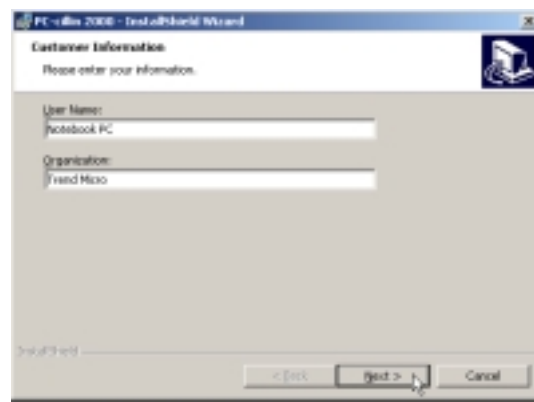 PC-cillin 2000 - InstallShield Wizard
Customer Information
Please enter your information.
User Name:
Notebook PC
Organization:
Trend Micro
InstallShield
< Back
Next >
Cancel